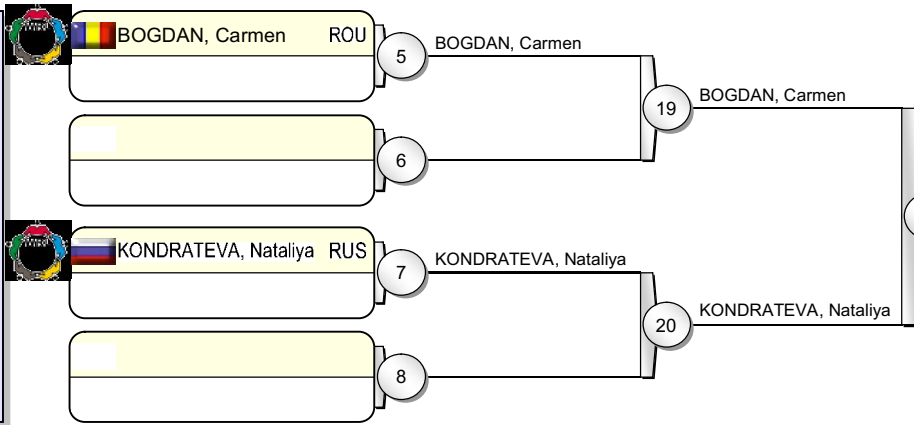 BOGDAN, Carmen ROU
5
BOGDAN, Carmen
19
BOGDAN, Carmen
6
KONDRATEVA, Nataliya RUS
7
KONDRATEVA, Nataliya
20
KONDRATEVA, Nataliya
8